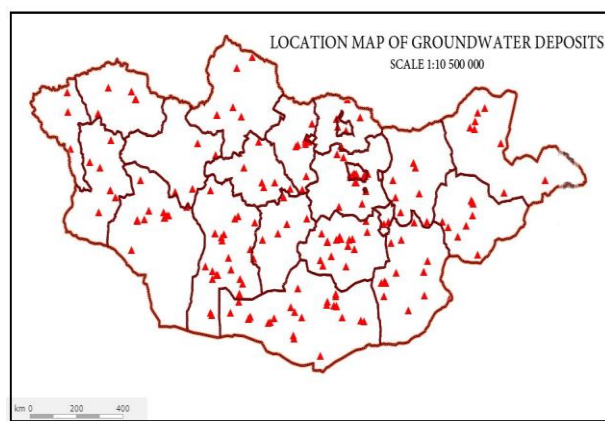 LOCATION MAP OF GROUNDWATER DEPOSITS
SCALE 1:10 500 000
km 0 200 400